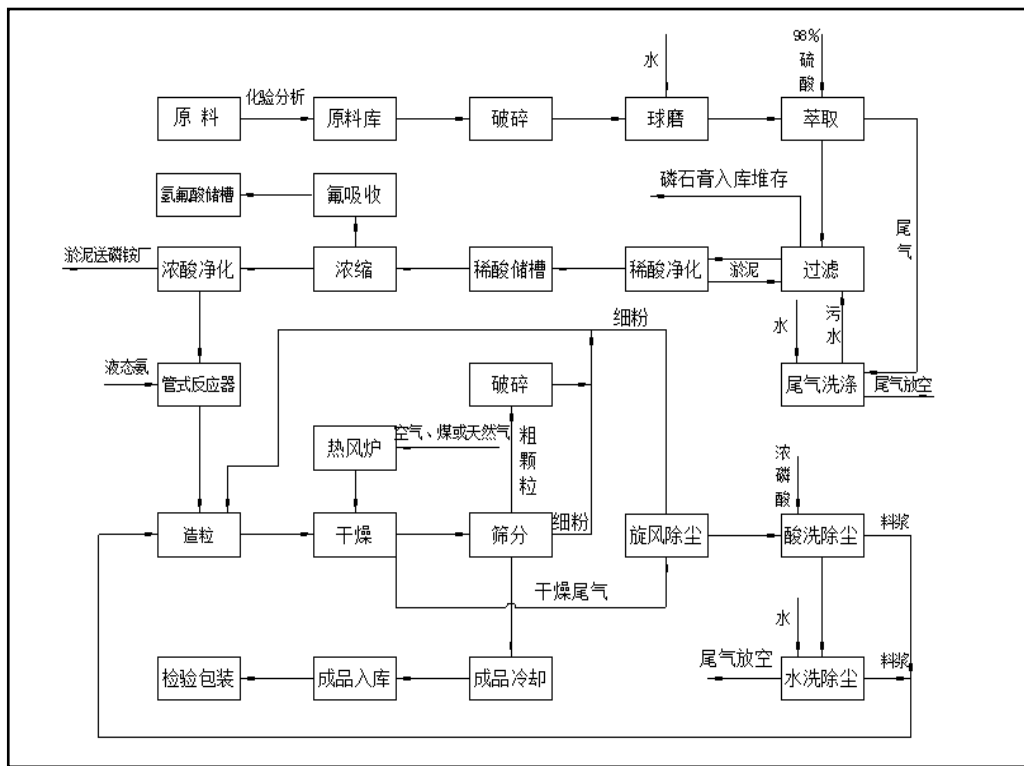 98%
硫酸
水
原料
化验分析
原料库
破碎
球磨
萃取
氢氟酸储槽
氟吸收
磷石膏入库堆存
尾气
淤泥送磷铵厂
浓酸净化
浓缩
稀酸储槽
稀酸净化
淤泥
过滤
细粉
水
污水
液态氨
管式反应器
破碎
尾气洗涤
尾气放空
热风炉
空气、煤或天然气
粗颗粒
浓磷酸
造粒
干燥
筛分
细粉
旋风除尘
酸洗除尘
料浆
干燥尾气
水
尾气放空
检验包装
成品入库
成品冷却
水洗除尘
料浆